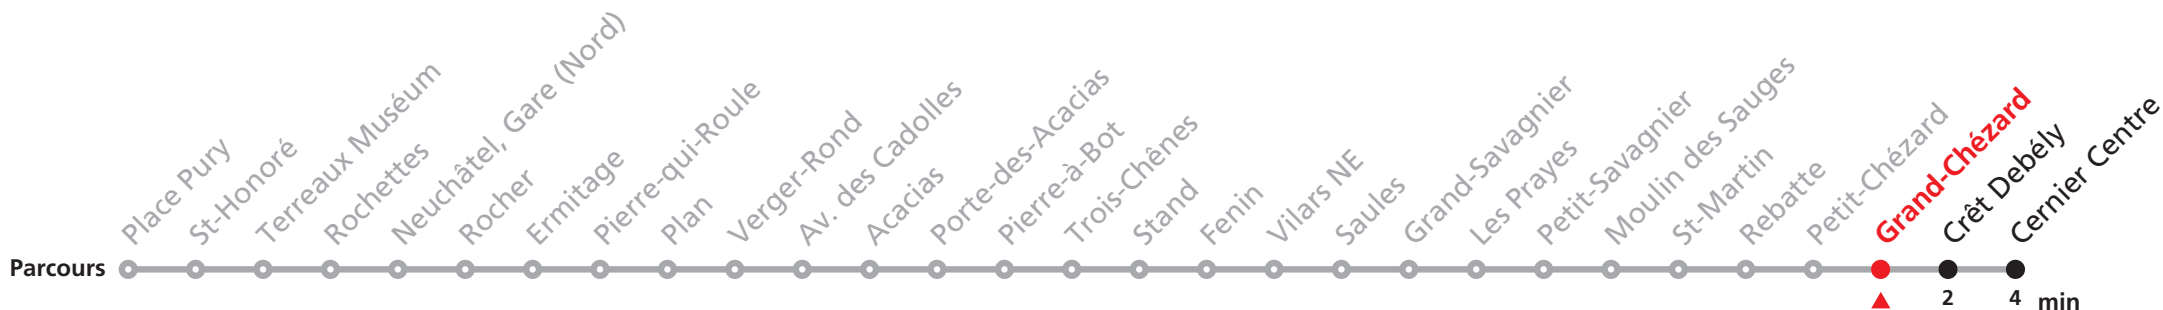 Place Pury
St-Honoré
Terreaux Muséum
Rochettes
Neuchâtel, Gare (Nord)
Rocher
Ermitage
Pierre-qui-Roule
Plan
Verger-Rond
Av. des Cadolles
Acacias
Porte-des-Acacias
Pierre-à-Bot
Trois-Chênes
Stand
Fenin
Vilars NE
Saules
Grand-Savagnier
Les Prayes
Petit-Savagnier
Moulin des Sauges
St-Martin
Rebatte
Petit-Chézard
Grand-Chézard
Crêt Debély
Cernier Centre
Parcours
2 4 min